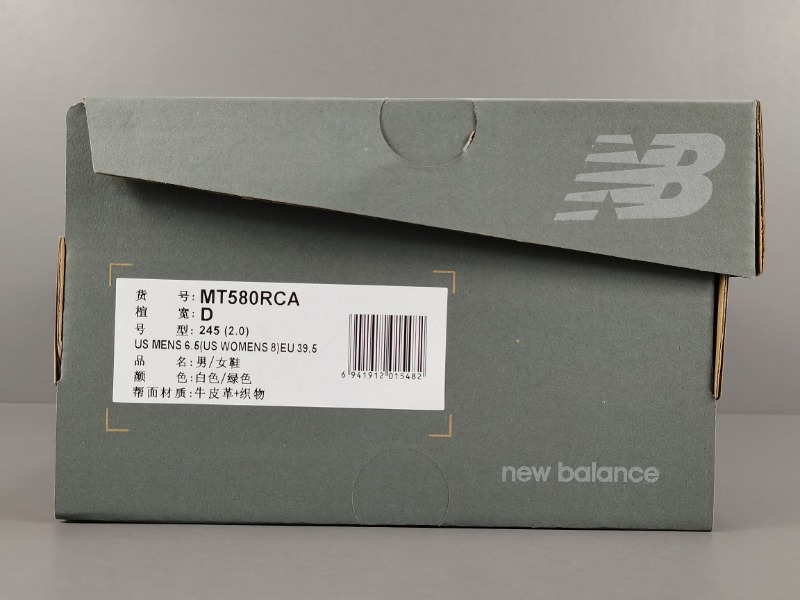 NB
货 号: MT580RCA
楦 宽: D
号 型: 245 (2.0)
US MENS 6.5(US WOMENS 8)EU 39.5
品 名: 男/女鞋
颜 色: 白色/绿色
帮面材质: 牛皮革+织物
6 941912 015482
new balance